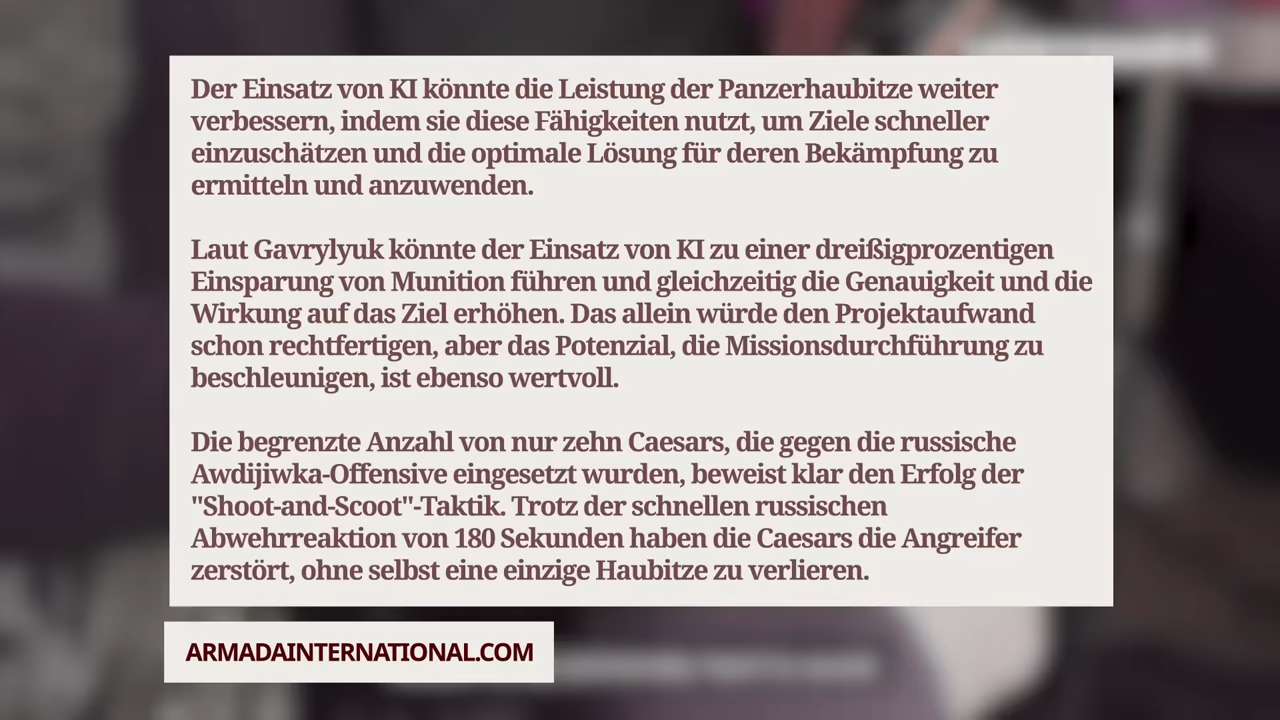 Der Einsatz von KI könnte die Leistung der Panzerhaubitze weiter
verbessern, indem sie diese Fähigkeiten nutzt, um Ziele schneller
einzuschätzen und die optimale Lösung für deren Bekämpfung zu
ermitteln und anzuwenden.
Laut Gavrylyuk könnte der Einsatz von KI zu einer dreißigprozentigen
Einsparung von Munition führen und gleichzeitig die Genauigkeit und die
Wirkung auf das Ziel erhöhen. Das allein würde den Projektaufwand
schon rechtfertigen, aber das Potenzial, die Missionsdurchführung zu
beschleunigen, ist ebenso wertvoll.
Die begrenzte Anzahl von nur zehn Caesars, die gegen die russische
Awdijiwka-Offensive eingesetzt wurden, beweist klar den Erfolg der
"Shoot-and-Scoot"-Taktik. Trotz der schnellen russischen
Abwehrreaktion von 180 Sekunden haben die Caesars die Angreifer
zerstört, ohne selbst eine einzige Haubitze zu verlieren.
ARMADAINTERNATIONAL.COM